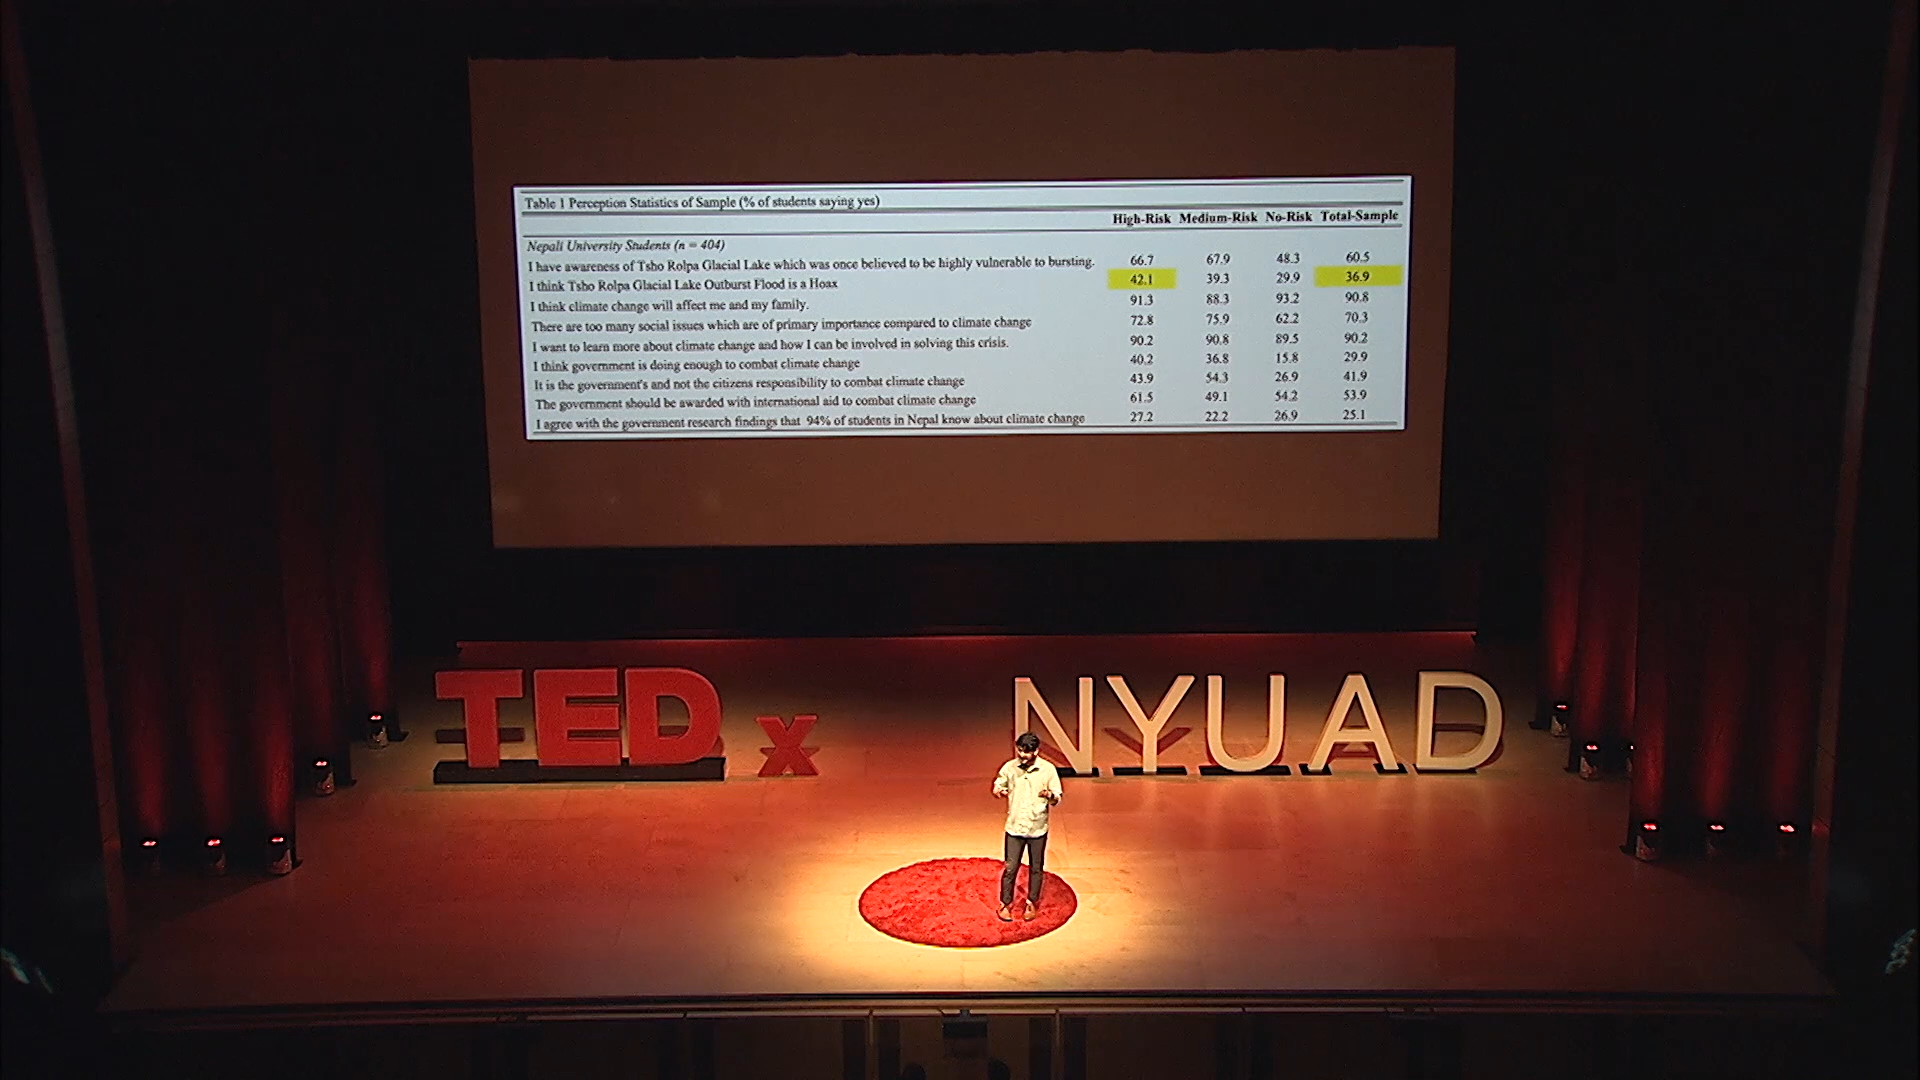 Table 1 Perception Statistics of Sample (% of students saying yes)
High-Risk Medium-Risk No-Risk Total-Sample
Nepali University Students (n = 404)
I have awareness of Tsho Rolpa Glacial Lake which was once believed to be highly vulnerable to bursting. 66.7 67.9 48.3 60.5
I think Tsho Rolpa Glacial Lake Outburst Flood is a Hoax 42.1 39.3 29.9 36.9
I think climate change will affect me and my family. 91.3 88.3 93.2 90.8
There are too many social issues which are of primary importance compared to climate change 72.8 75.9 62.2 70.3
I want to learn more about climate change and how I can be involved in solving this crisis. 90.2 90.8 89.5 90.2
I think government is doing enough to combat climate change 40.2 36.8 15.8 29.9
It is the government's and not the citizens responsibility to combat climate change 43.9 54.3 26.9 41.9
The government should be awarded with international aid to combat climate change 61.5 49.1 54.2 53.9
I agree with the government research findings that 94% of students in Nepal know about climate change 27.2 22.2 26.9 25.1
TEDx NYUAD